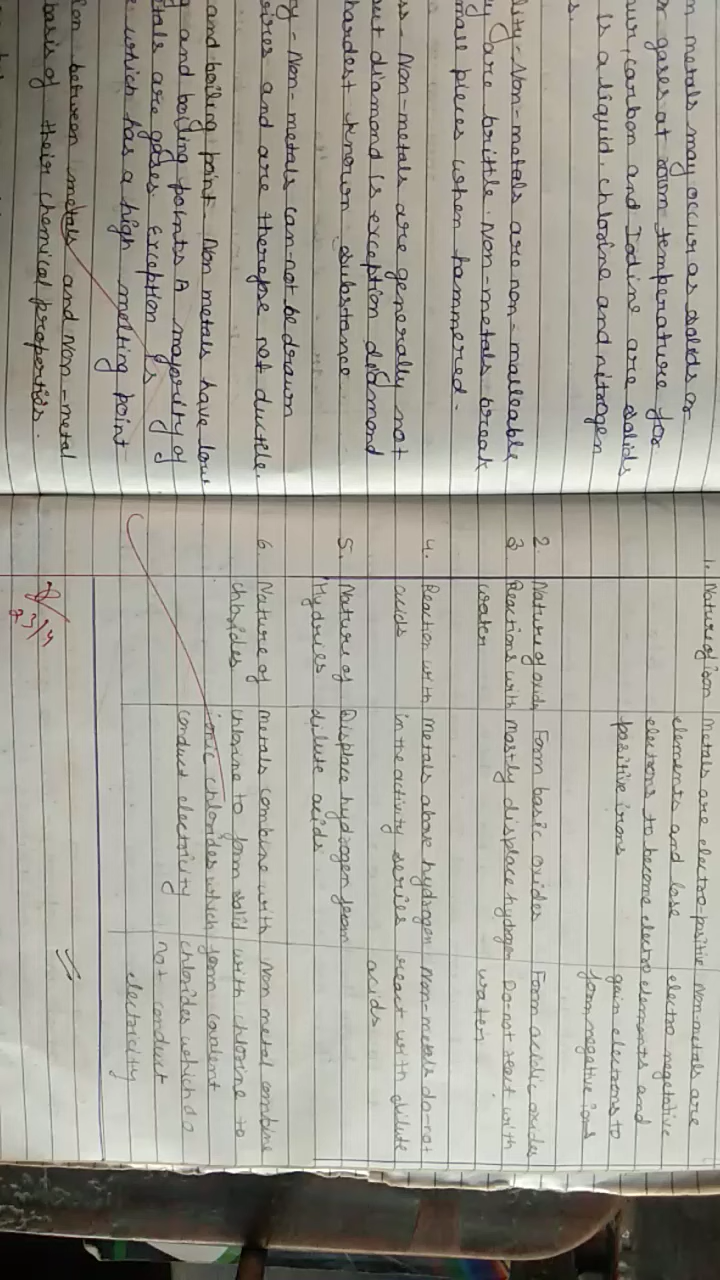 n metals may occur as solids or
r gases at room temperature for
ur, carbon and Iodine are solids
is a liquid. chlorine and nitrogen
s.
lity - Non-metals are non-malleable
y are brittle. Non-metals break
mall pieces when hammered.
ss - Non-metals are generally not
but diamond is exception diamond
hardest known substance
y - Non-metals can-not be drawn
wires and are therefore not ductile.
and boiling point. Non metals have low
g and boiling points A majority of
tals are gases. Exception is
e which has a high melting point
ion between metals and Non-metal
basis of their chemical properties.
1. Nature of ion Metals are electro-positive Non-metals are
elements and lose electro negetative
electrons to become electro elements and
positive irons gain electrons to
form negative ions
2. Nature of oxide Form basic oxides Form acidic oxides
3 Reactions with Mostly displace hydrogen Do-not react with
water water
4. Reaction with Metals above hydrogen Non-metals do-not
acids in the activity series react with dilute
acids
5. Nature of Displace hydrogen from
Hydries dilute acids
6. Nature of Metals combine with Non metal combine
chlorides chlorine to form solid with chlorine to
ionic chlorides which form covalent
conduct electricity chlorides which do
not conduct
electricity